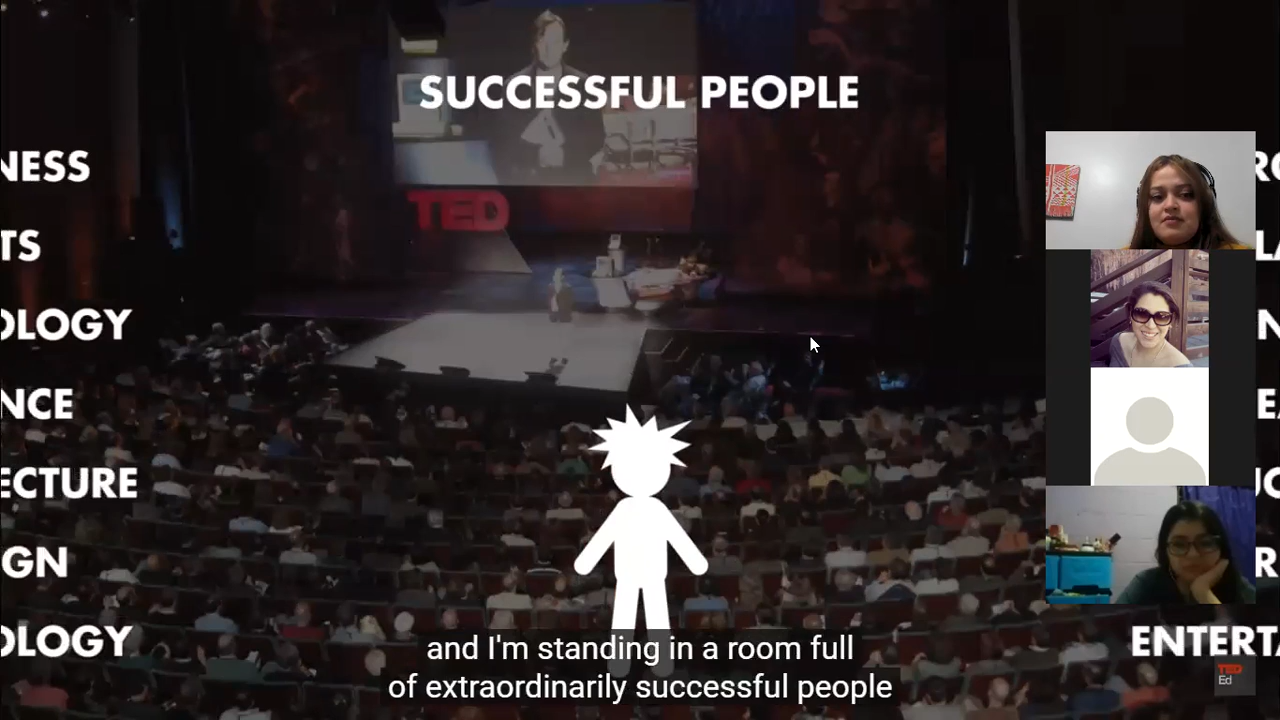 SUCCESSFUL PEOPLE
TED
NESS
TS
OLOGY
NCE
ECTURE
GN
OLOGY
ENTERTA
and I'm standing in a room full
of extraordinarily successful people
TED
Ed